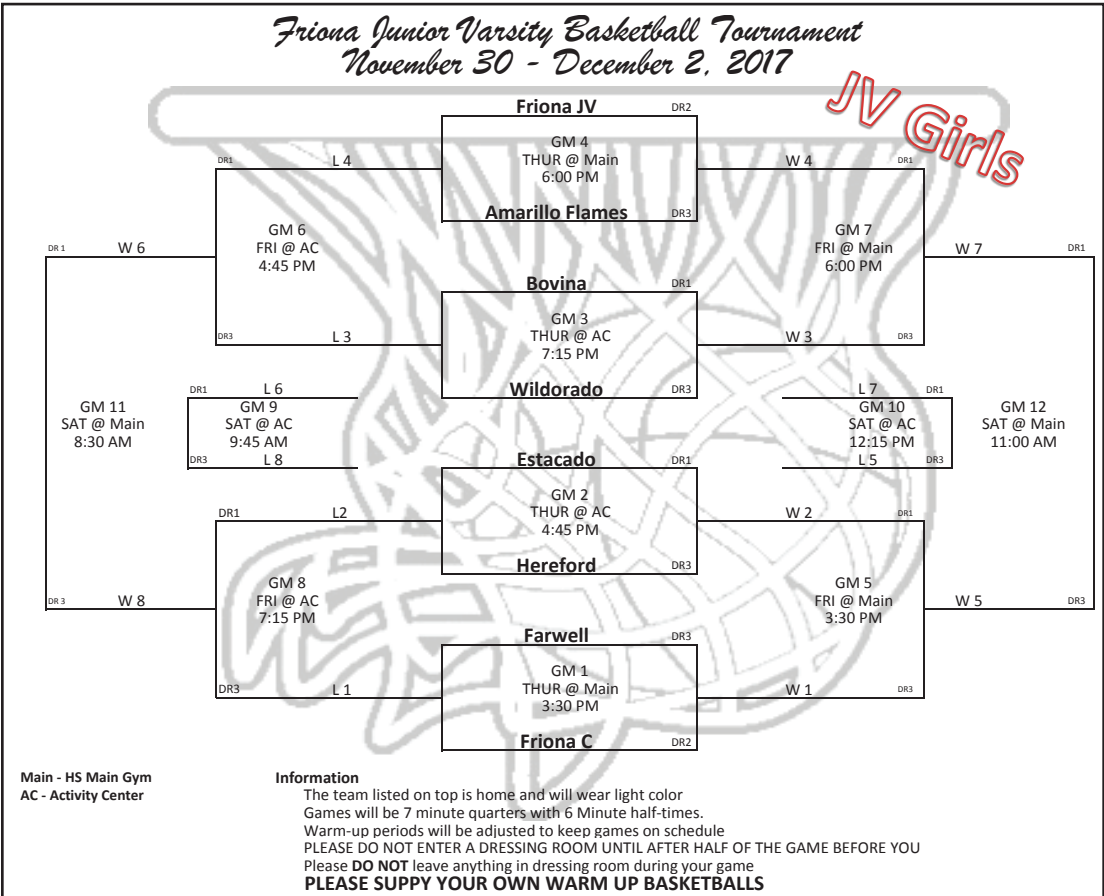 Friona Junior Varsity Basketball Tournament
November 30 - December 2, 2017
JV Girls
Friona JV DR2
GM 4
THUR @ Main
6:00 PM
DR1 L 4
W 4 DR1
Amarillo Flames DR3
GM 6
FRI @ AC
4:45 PM
GM 7
FRI @ Main
6:00 PM
DR 1 W 6
W 7 DR1
Bovina DR1
GM 3
THUR @ AC
7:15 PM
DR3 L 3
W 3 DR3
Wildorado DR3
DR1 L 6
L 7 DR1
GM 11
SAT @ Main
8:30 AM
GM 9
SAT @ AC
9:45 AM
GM 10
SAT @ AC
12:15 PM
GM 12
SAT @ Main
11:00 AM
DR3 L 8
L 5 DR3
Estacado DR1
GM 2
THUR @ AC
4:45 PM
DR1 L2
W 2 DR1
Hereford DR3
GM 8
FRI @ AC
7:15 PM
GM 5
FRI @ Main
3:30 PM
DR 3 W 8
W 5 DR3
Farwell DR3
GM 1
THUR @ Main
3:30 PM
DR3 L 1
W 1 DR3
Friona C DR2
Main - HS Main Gym
AC - Activity Center
Information
The team listed on top is home and will wear light color
Games will be 7 minute quarters with 6 Minute half-times.
Warm-up periods will be adjusted to keep games on schedule
PLEASE DO NOT ENTER A DRESSING ROOM UNTIL AFTER HALF OF THE GAME BEFORE YOU
Please DO NOT leave anything in dressing room during your game
PLEASE SUPPY YOUR OWN WARM UP BASKETBALLS